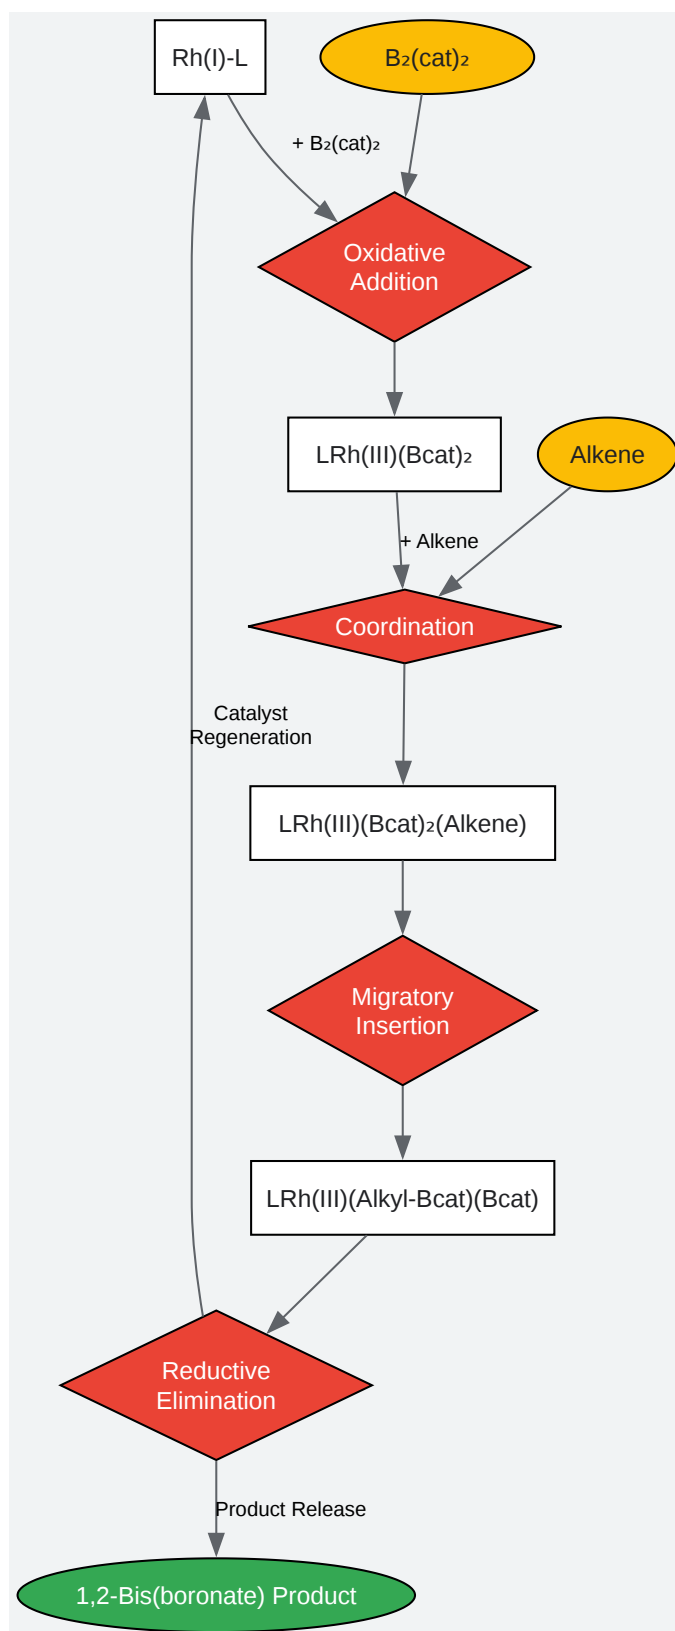 Rh(I)-L
B₂(cat)₂
+ B₂(cat)₂
Oxidative
Addition
LRh(III)(Bcat)₂
Alkene
+ Alkene
Coordination
Catalyst
Regeneration
LRh(III)(Bcat)₂(Alkene)
Migratory
Insertion
LRh(III)(Alkyl-Bcat)(Bcat)
Reductive
Elimination
Product Release
1,2-Bis(boronate) Product